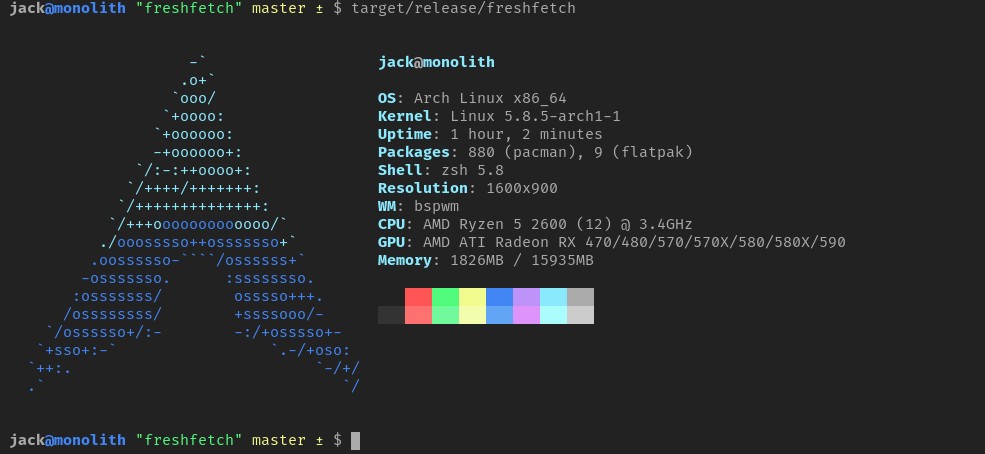 jack@monolith "freshfetch" master ± $ target/release/freshfetch
                    -`                   jack@monolith
                   .o+`
                  `ooo/                  OS: Arch Linux x86_64
                 `+oooo:                 Kernel: Linux 5.8.5-arch1-1
                `+oooooo:                Uptime: 1 hour, 2 minutes
                -+oooooo+:               Packages: 880 (pacman), 9 (flatpak)
              `/:-:++oooo+:              Shell: zsh 5.8
             `/++++/+++++++:             Resolution: 1600x900
            `/++++++++++++++:            WM: bspwm
           `/+++ooooooooooooo/`          CPU: AMD Ryzen 5 2600 (12) @ 3.4GHz
          ./ooosssso++osssssso+`         GPU: AMD ATI Radeon RX 470/480/570/570X/580/580X/590
         .oossssso-````/ossssss+`        Memory: 1826MB / 15935MB
        -osssssso.      :ssssssso.
       :osssssss/        osssso+++.
      /ossssssss/        +ssssooo/-
    `/ossssso+/:-        -:/+osssso+-
   `+sso+:-`                 `.-/+oso:
  `++:.                           `-/+/
  .`                                 `/
jack@monolith "freshfetch" master ± $